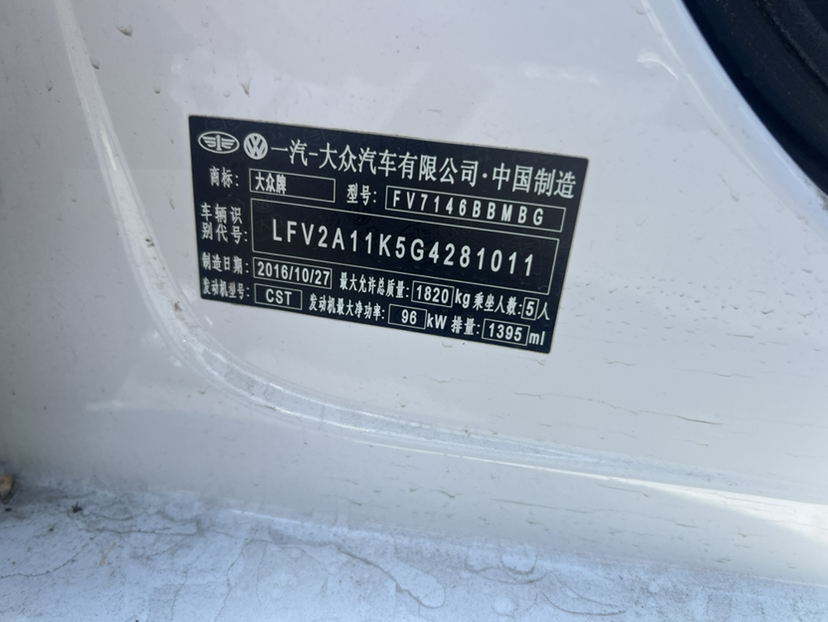 一汽-大众汽车有限公司·中国制造
商标: 大众牌 型号: FV7146BBMBG
车辆识别代号: LFV2A11K5G4281011
制造日期: 2016/10/27 最大允许总质量: 1820 kg 乘坐人数: 5 人
发动机型号: CST 发动机最大净功率: 96 kW 排量: 1395 ml